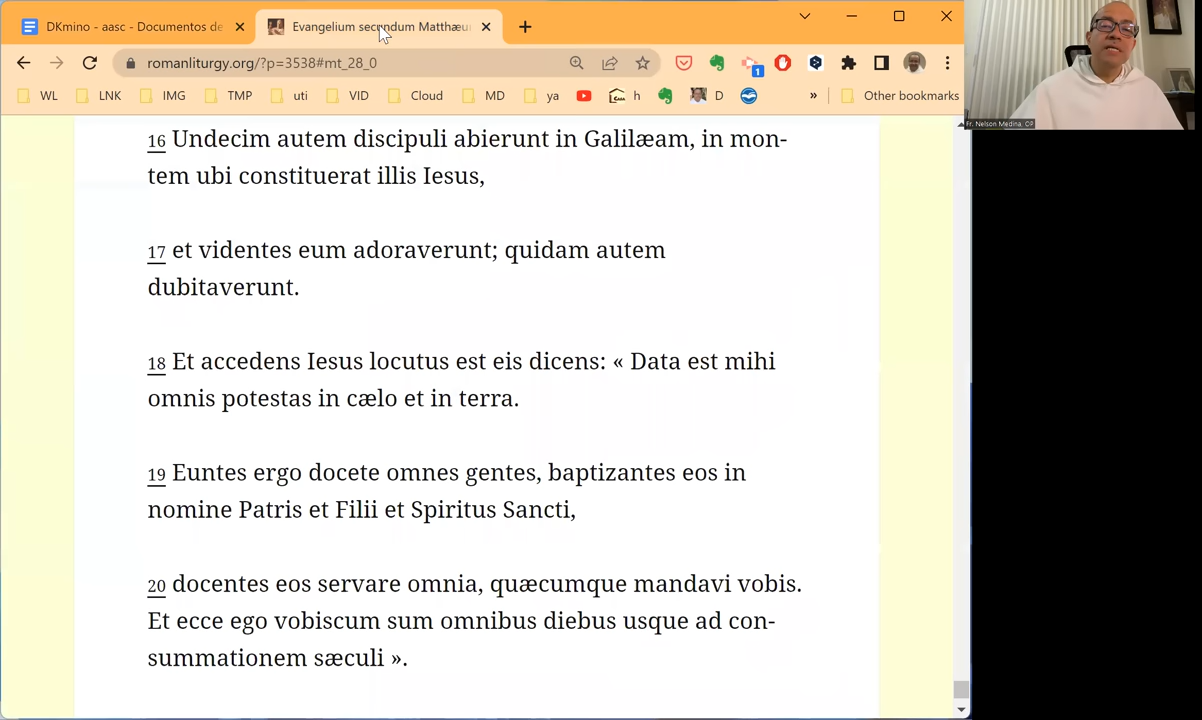 DKmino - aasc - Documentos de
Evangelium secundum Matthæu
romanliturgy.org/?p=3538#mt_28_0
1
WL LNK IMG TMP uti VID Cloud MD ya h D » Other bookmarks
Fr. Nelson Medina, OP
16 Undecim autem discipuli abierunt in Galilæam, in mon-
tem ubi constituerat illis Iesus,
17 et videntes eum adoraverunt; quidam autem
dubitaverunt.
18 Et accedens Iesus locutus est eis dicens: « Data est mihi
omnis potestas in cælo et in terra.
19 Euntes ergo docete omnes gentes, baptizantes eos in
nomine Patris et Filii et Spiritus Sancti,
20 docentes eos servare omnia, quæcumque mandavi vobis.
Et ecce ego vobiscum sum omnibus diebus usque ad con-
summationem sæculi ».